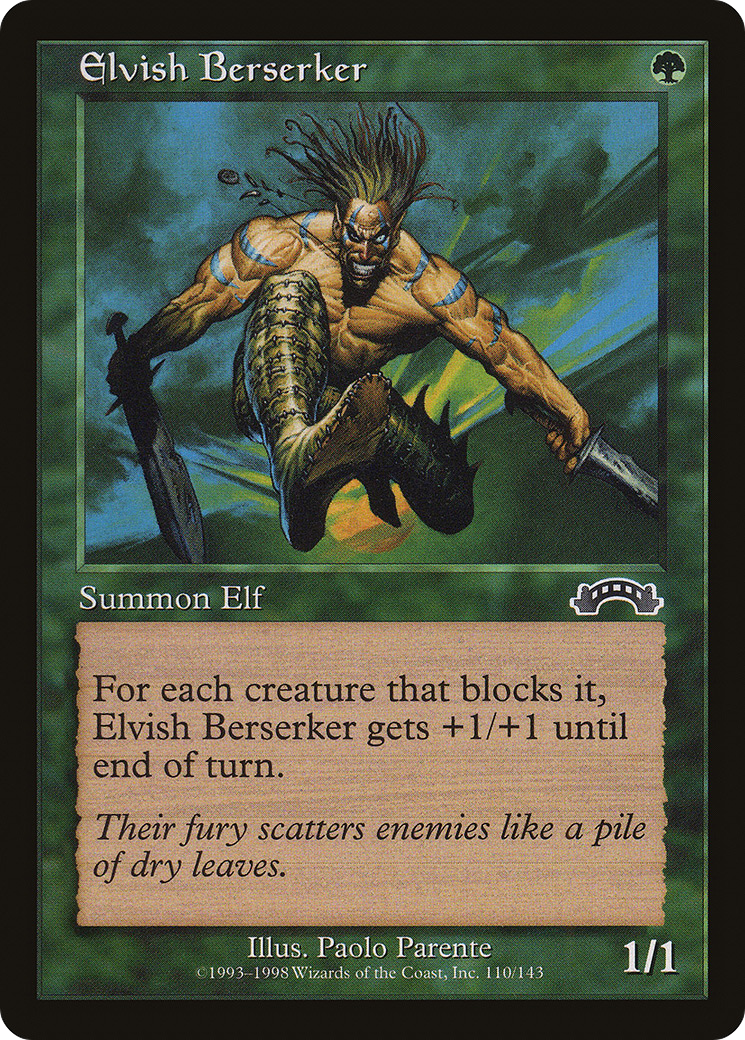 Elvish Berserker
Summon Elf
For each creature that blocks it,
Elvish Berserker gets +1/+1 until
end of turn.
Their fury scatters enemies like a pile
of dry leaves.
Illus. Paolo Parente
©1993–1998 Wizards of the Coast, Inc. 110/143
1/1